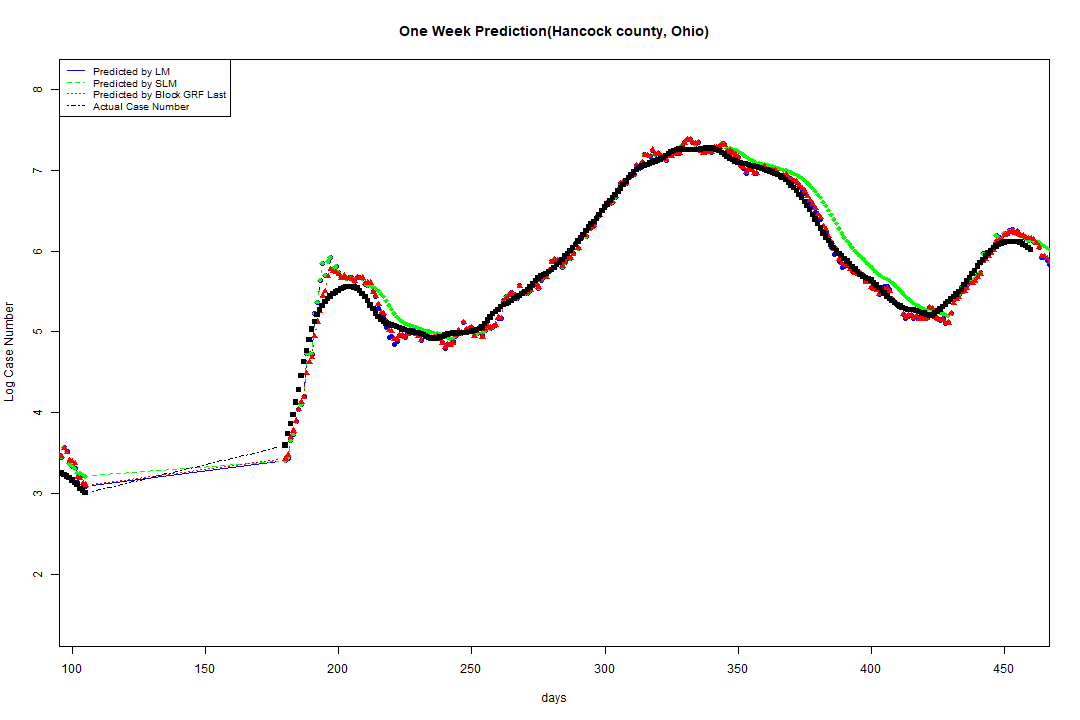 One Week Prediction(Hancock county, Ohio)
Predicted by LM
Predicted by SLM
Predicted by Block GRF Last
Actual Case Number
8
7
6
5
4
3
2
Log Case Number
100 150 200 250 300 350 400 450
days